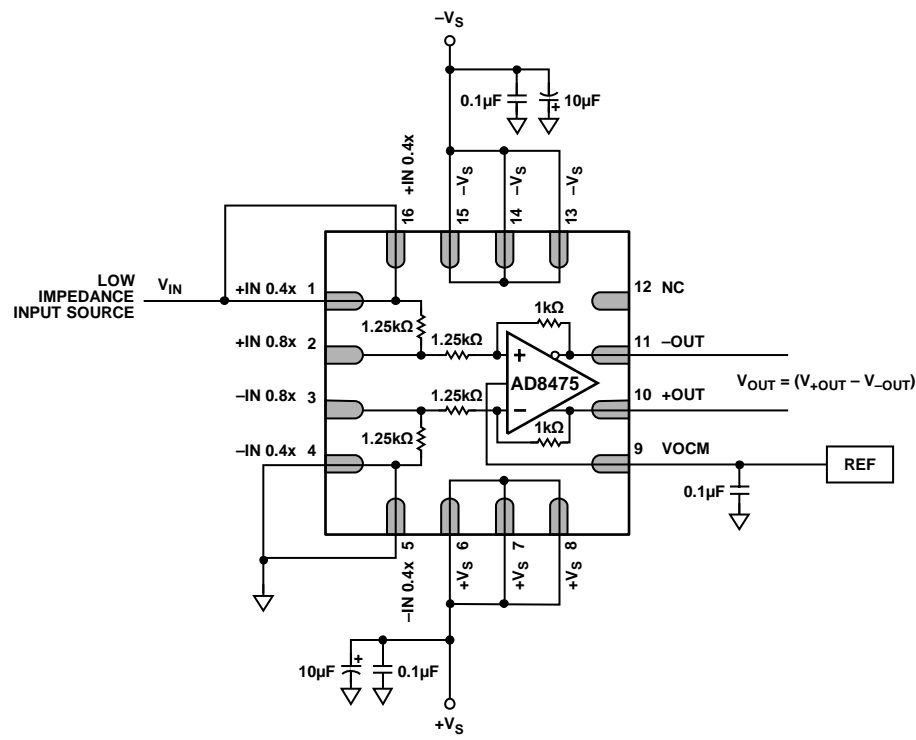 −VS
0.1µF
10µF
+
+IN 0.4x
−VS
−VS
−VS
16
15
14
13
LOW
IMPEDANCE
INPUT SOURCE
VIN
+IN 0.4x 1
12 NC
1.25kΩ
1kΩ
+IN 0.8x 2
1.25kΩ
+
11 −OUT
AD8475
VOUT = (V+OUT − V−OUT)
−IN 0.8x 3
1.25kΩ
−
10 +OUT
1.25kΩ
1kΩ
−IN 0.4x 4
9 VOCM
REF
0.1µF
5
6
7
8
−IN 0.4x
+VS
+VS
+VS
10µF
+
0.1µF
+VS